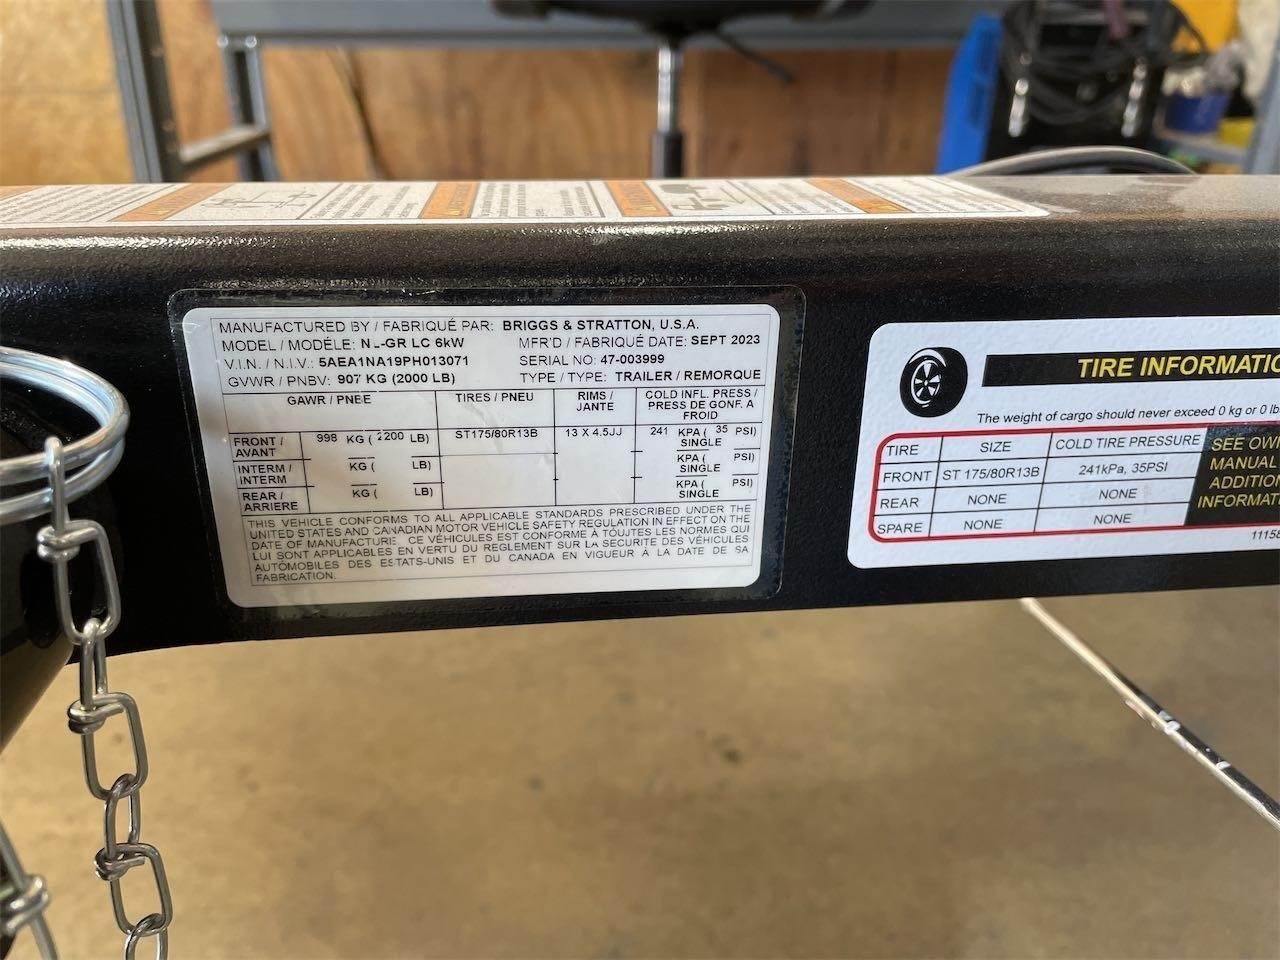 MANUFACTURED BY / FABRIQUÉ PAR: BRIGGS & STRATTON, U.S.A.
MODEL / MODÉLE: N -GR LC 6kW MFR'D / FABRIQUÉ DATE: SEPT 2023
V.I.N. / N.I.V.: 5AEA1NA19PH013071 SERIAL NO: 47-003999
GVWR / PNBV: 907 KG (2000 LB) TYPE / TYPE: TRAILER / REMORQUE
GAWR / PNBE TIRES / PNEU RIMS / JANTE COLD INFL. PRESS / PRESS DE GONF. A FROID
FRONT / AVANT 998 KG ( 2200 LB) ST175/80R13B 13 X 4.5JJ 241 KPA ( 35 PSI) SINGLE
INTERM / INTERM KG ( LB) KPA ( PSI) SINGLE
REAR / ARRIERE KG ( LB) KPA ( PSI) SINGLE
THIS VEHICLE CONFORMS TO ALL APPLICABLE STANDARDS PRESCRIBED UNDER THE
UNITED STATES AND CANADIAN MOTOR VEHICLE SAFETY REGULATION IN EFFECT ON THE
DATE OF MANUFACTURE. CE VÉHICULES EST CONFORME À TOUTES LES NORMES QUI
LUI SONT APPLICABLES EN VERTU DU REGLEMENT SUR LA SECURITE DES VÉHICULES
AUTOMOBILES DES ESTATS-UNIS ET DU CANADA EN VIGUEUR À LA DATE DE SA
FABRICATION.
TIRE INFORMATIO
The weight of cargo should never exceed 0 kg or 0 lb
TIRE SIZE COLD TIRE PRESSURE
FRONT ST 175/80R13B 241kPa, 35PSI
REAR NONE NONE
SPARE NONE NONE
SEE OWN
MANUAL
ADDITION
INFORMAT
11158